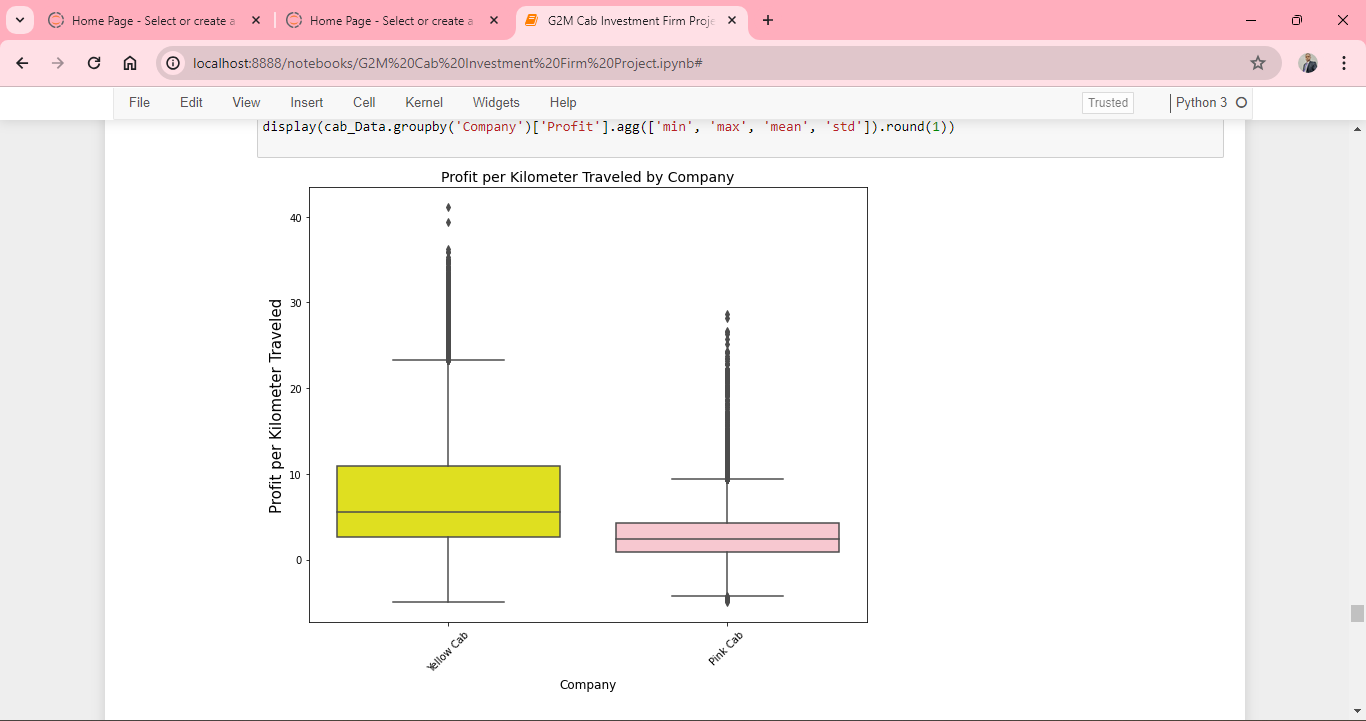 Home Page - Select or create a
Home Page - Select or create a
G2M Cab Investment Firm Proje
localhost:8888/notebooks/G2M%20Cab%20Investment%20Firm%20Project.ipynb#
File Edit View Insert Cell Kernel Widgets Help
Trusted
Python 3
display(cab_Data.groupby('Company')['Profit'].agg(['min', 'max', 'mean', 'std']).round(1))
Profit per Kilometer Traveled by Company
Profit per Kilometer Traveled
40
30
20
10
0
Yellow Cab
Pink Cab
Company